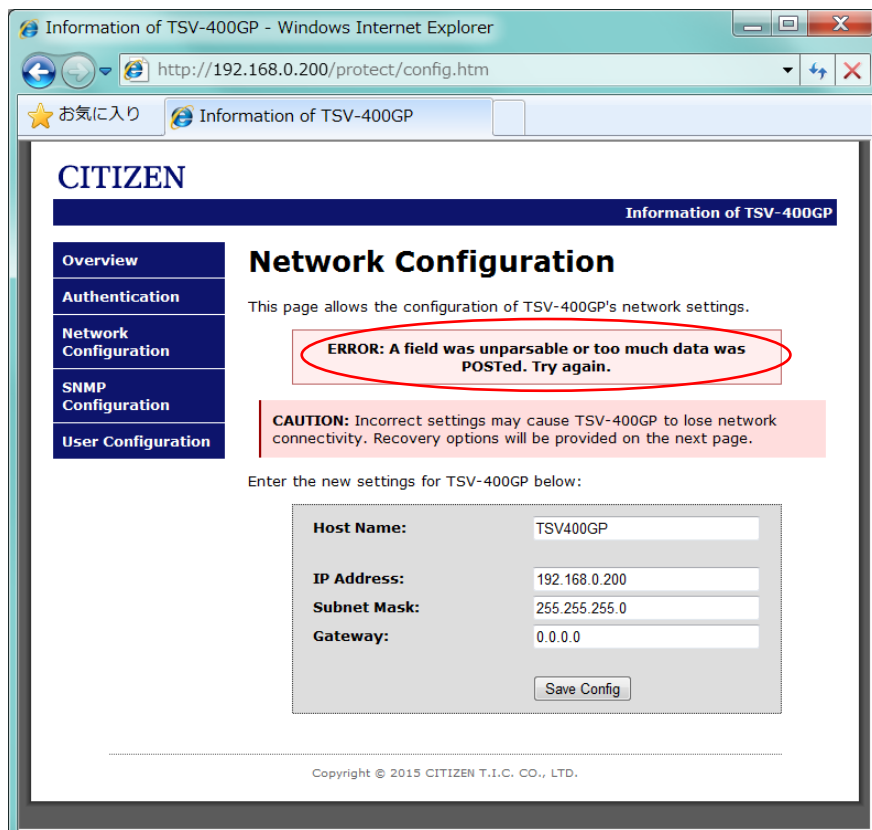 Information of TSV-400GP - Windows Internet Explorer
http://192.168.0.200/protect/config.htm
お気に入り
Information of TSV-400GP
CITIZEN
Information of TSV-400GP
Overview
Authentication
Network
Configuration
SNMP
Configuration
User Configuration
Network Configuration
This page allows the configuration of TSV-400GP's network settings.
ERROR: A field was unparsable or too much data was
POSTed. Try again.
CAUTION: Incorrect settings may cause TSV-400GP to lose network
connectivity. Recovery options will be provided on the next page.
Enter the new settings for TSV-400GP below:
Host Name: TSV400GP
IP Address: 192.168.0.200
Subnet Mask: 255.255.255.0
Gateway: 0.0.0.0
Save Config
Copyright © 2015 CITIZEN T.I.C. CO., LTD.